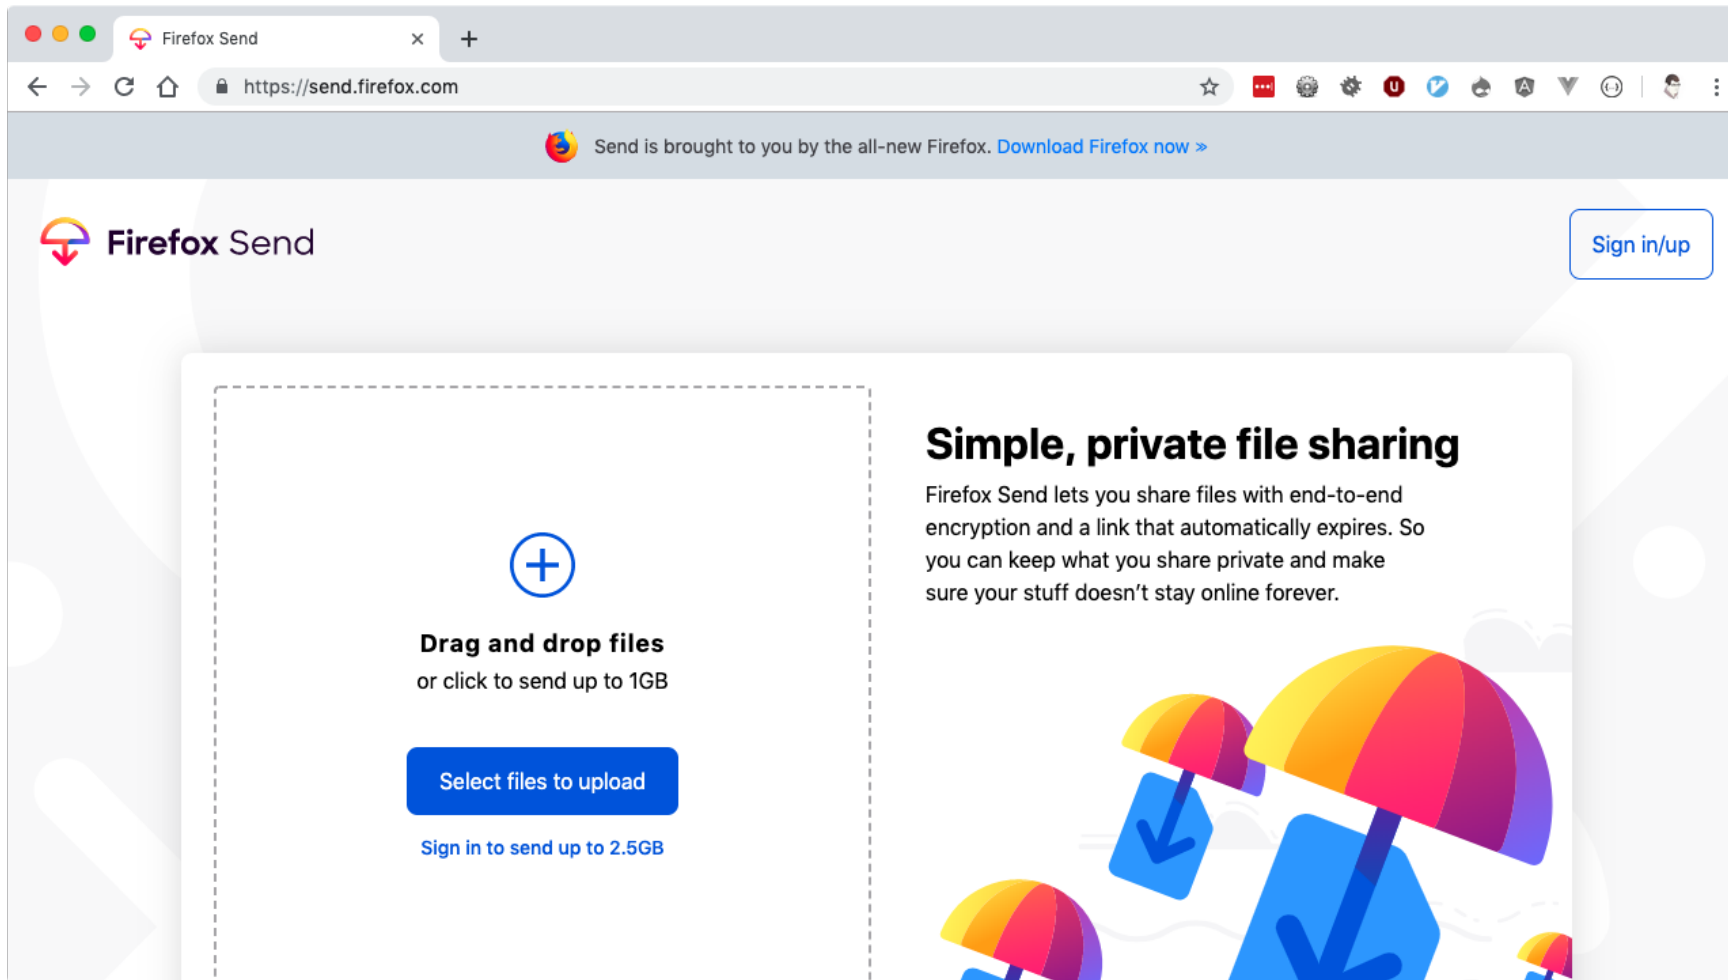 Firefox Send
https://send.firefox.com
Send is brought to you by the all-new Firefox. Download Firefox now »
Firefox Send
Sign in/up
Drag and drop files
or click to send up to 1GB
Select files to upload
Sign in to send up to 2.5GB
Simple, private file sharing
Firefox Send lets you share files with end-to-end
encryption and a link that automatically expires. So
you can keep what you share private and make
sure your stuff doesn’t stay online forever.